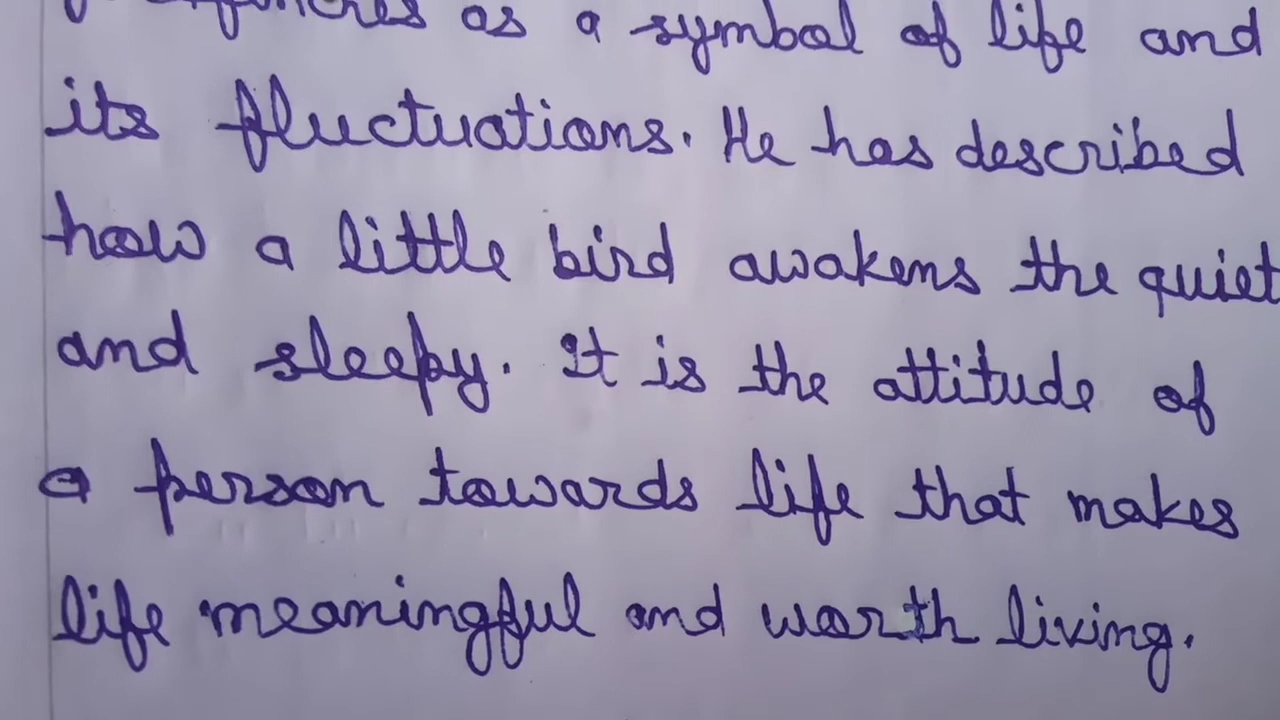 as a symbol of life and
its fluctuations. He has described
how a little bird awakens the quiet
and sleepy. It is the attitude of
a person towards life that makes
life meaningful and worth living.